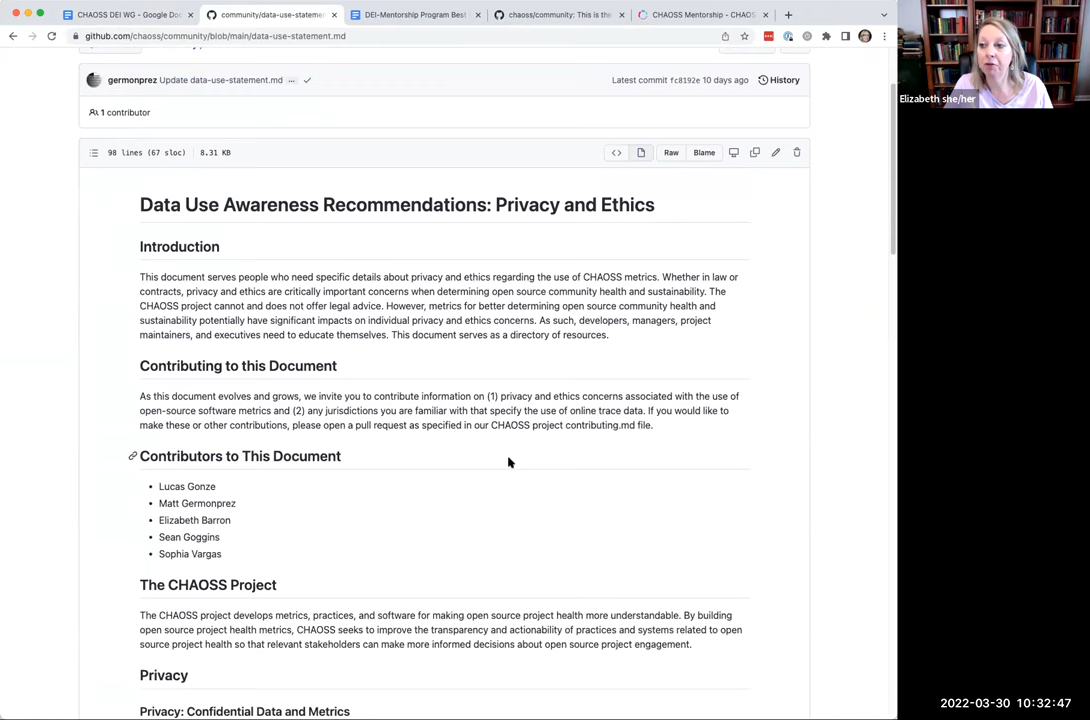 CHAOSS DEI WG - Google Doc
community/data-use-statemen
DEI-Mentorship Program Best
chaoss/community: This is the
CHAOSS Mentorship - CHAOS
github.com/chaoss/community/blob/main/data-use-statement.md
germonprez Update data-use-statement.md ... Latest commit fc8192e 10 days ago History
1 contributor
98 lines (67 sloc) 8.31 KB Raw Blame
Data Use Awareness Recommendations: Privacy and Ethics
Introduction
This document serves people who need specific details about privacy and ethics regarding the use of CHAOSS metrics. Whether in law or
contracts, privacy and ethics are critically important concerns when determining open source community health and sustainability. The
CHAOSS project cannot and does not offer legal advice. However, metrics for better determining open source community health and
sustainability potentially have significant impacts on individual privacy and ethics concerns. As such, developers, managers, project
maintainers, and executives need to educate themselves. This document serves as a directory of resources.
Contributing to this Document
As this document evolves and grows, we invite you to contribute information on (1) privacy and ethics concerns associated with the use of
open-source software metrics and (2) any jurisdictions you are familiar with that specify the use of online trace data. If you would like to
make these or other contributions, please open a pull request as specified in our CHAOSS project contributing.md file.
Contributors to This Document
• Lucas Gonze
• Matt Germonprez
• Elizabeth Barron
• Sean Goggins
• Sophia Vargas
The CHAOSS Project
The CHAOSS project develops metrics, practices, and software for making open source project health more understandable. By building
open source project health metrics, CHAOSS seeks to improve the transparency and actionability of practices and systems related to open
source project health so that relevant stakeholders can make more informed decisions about open source project engagement.
Privacy
Privacy: Confidential Data and Metrics
Elizabeth she/her
2022-03-30 10:32:47